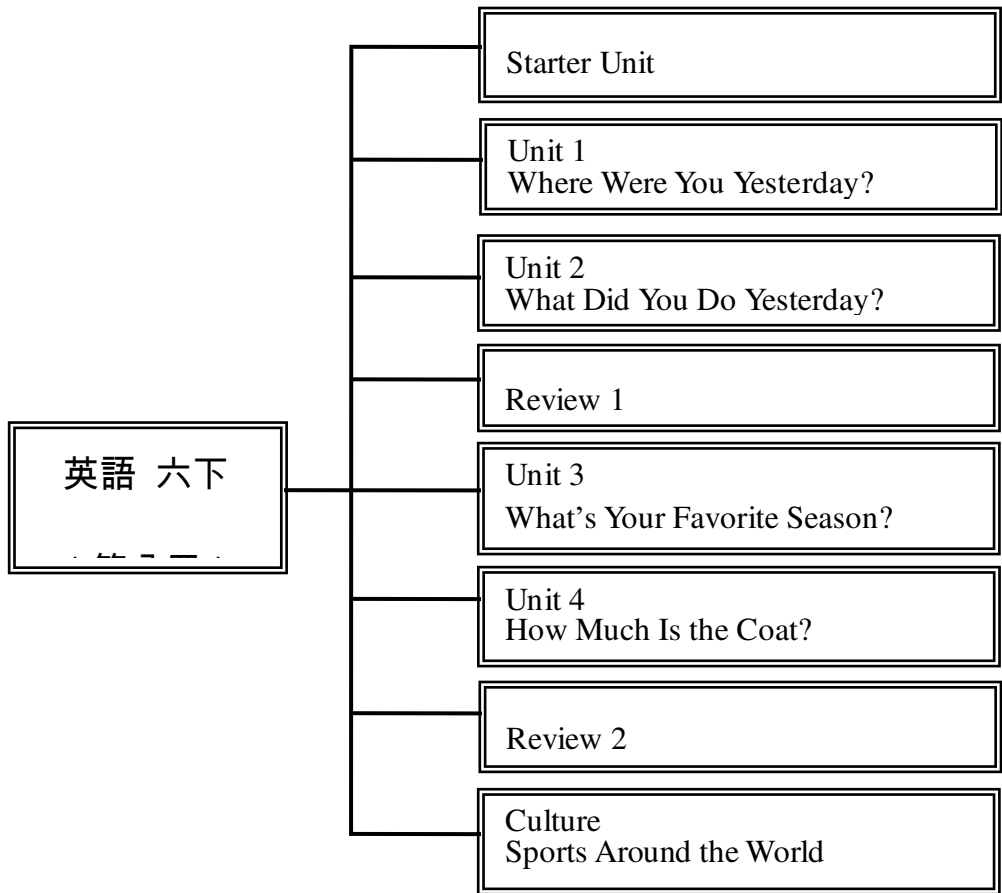 Starter Unit
Unit 1
Where Were You Yesterday?
Unit 2
What Did You Do Yesterday?
Review 1
英語 六下
Unit 3
What's Your Favorite Season?
Unit 4
How Much Is the Coat?
Review 2
Culture
Sports Around the World